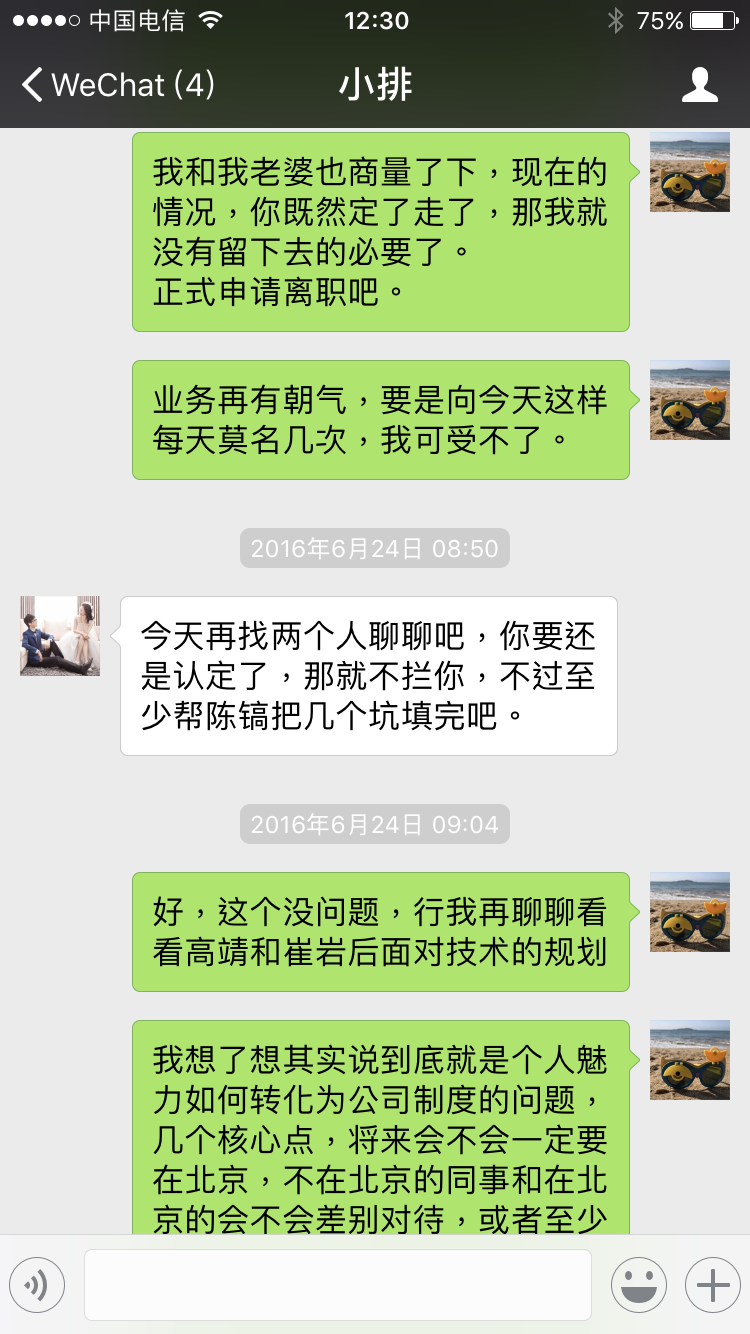 中国电信 12:30 75%
WeChat (4) 小排
我和我老婆也商量了下，现在的
情况，你既然定了走了，那我就
没有留下去的必要了。
正式申请离职吧。
业务再有朝气，要是向今天这样
每天莫名几次，我可受不了。
2016年6月24日 08:50
今天再找两个人聊聊吧，你要还
是认定了，那就不拦你，不过至
少帮陈镐把几个坑填完吧。
2016年6月24日 09:04
好，这个没问题，行我再聊聊看
看高靖和崔岩后面对技术的规划
我想了想其实说到底就是个人魅
力如何转化为公司制度的问题，
几个核心点，将来会不会一定要
在北京，不在北京的同事和在北
京的会不会差别对待，或者至少